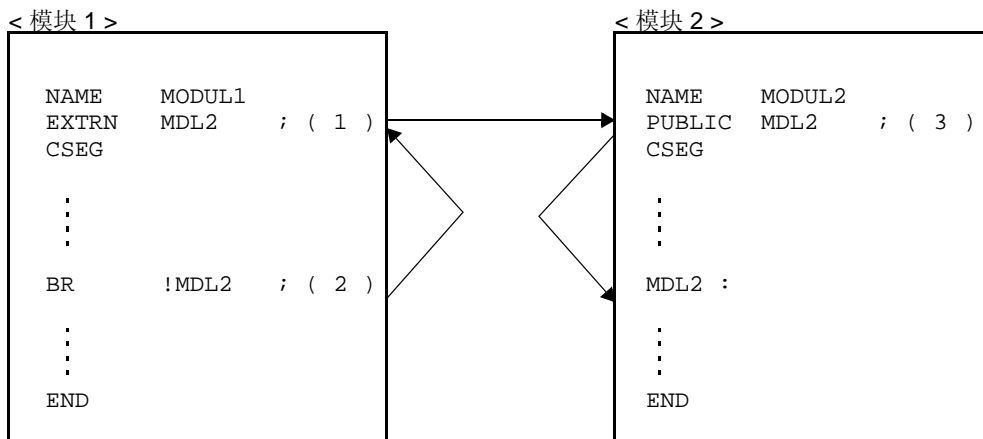 < 模块 1 >
NAME MODUL1
EXTRN MDL2 ; ( 1 )
CSEG
BR !MDL2 ; ( 2 )
END
< 模块 2 >
NAME MODUL2
PUBLIC MDL2 ; ( 3 )
CSEG
MDL2 :
END